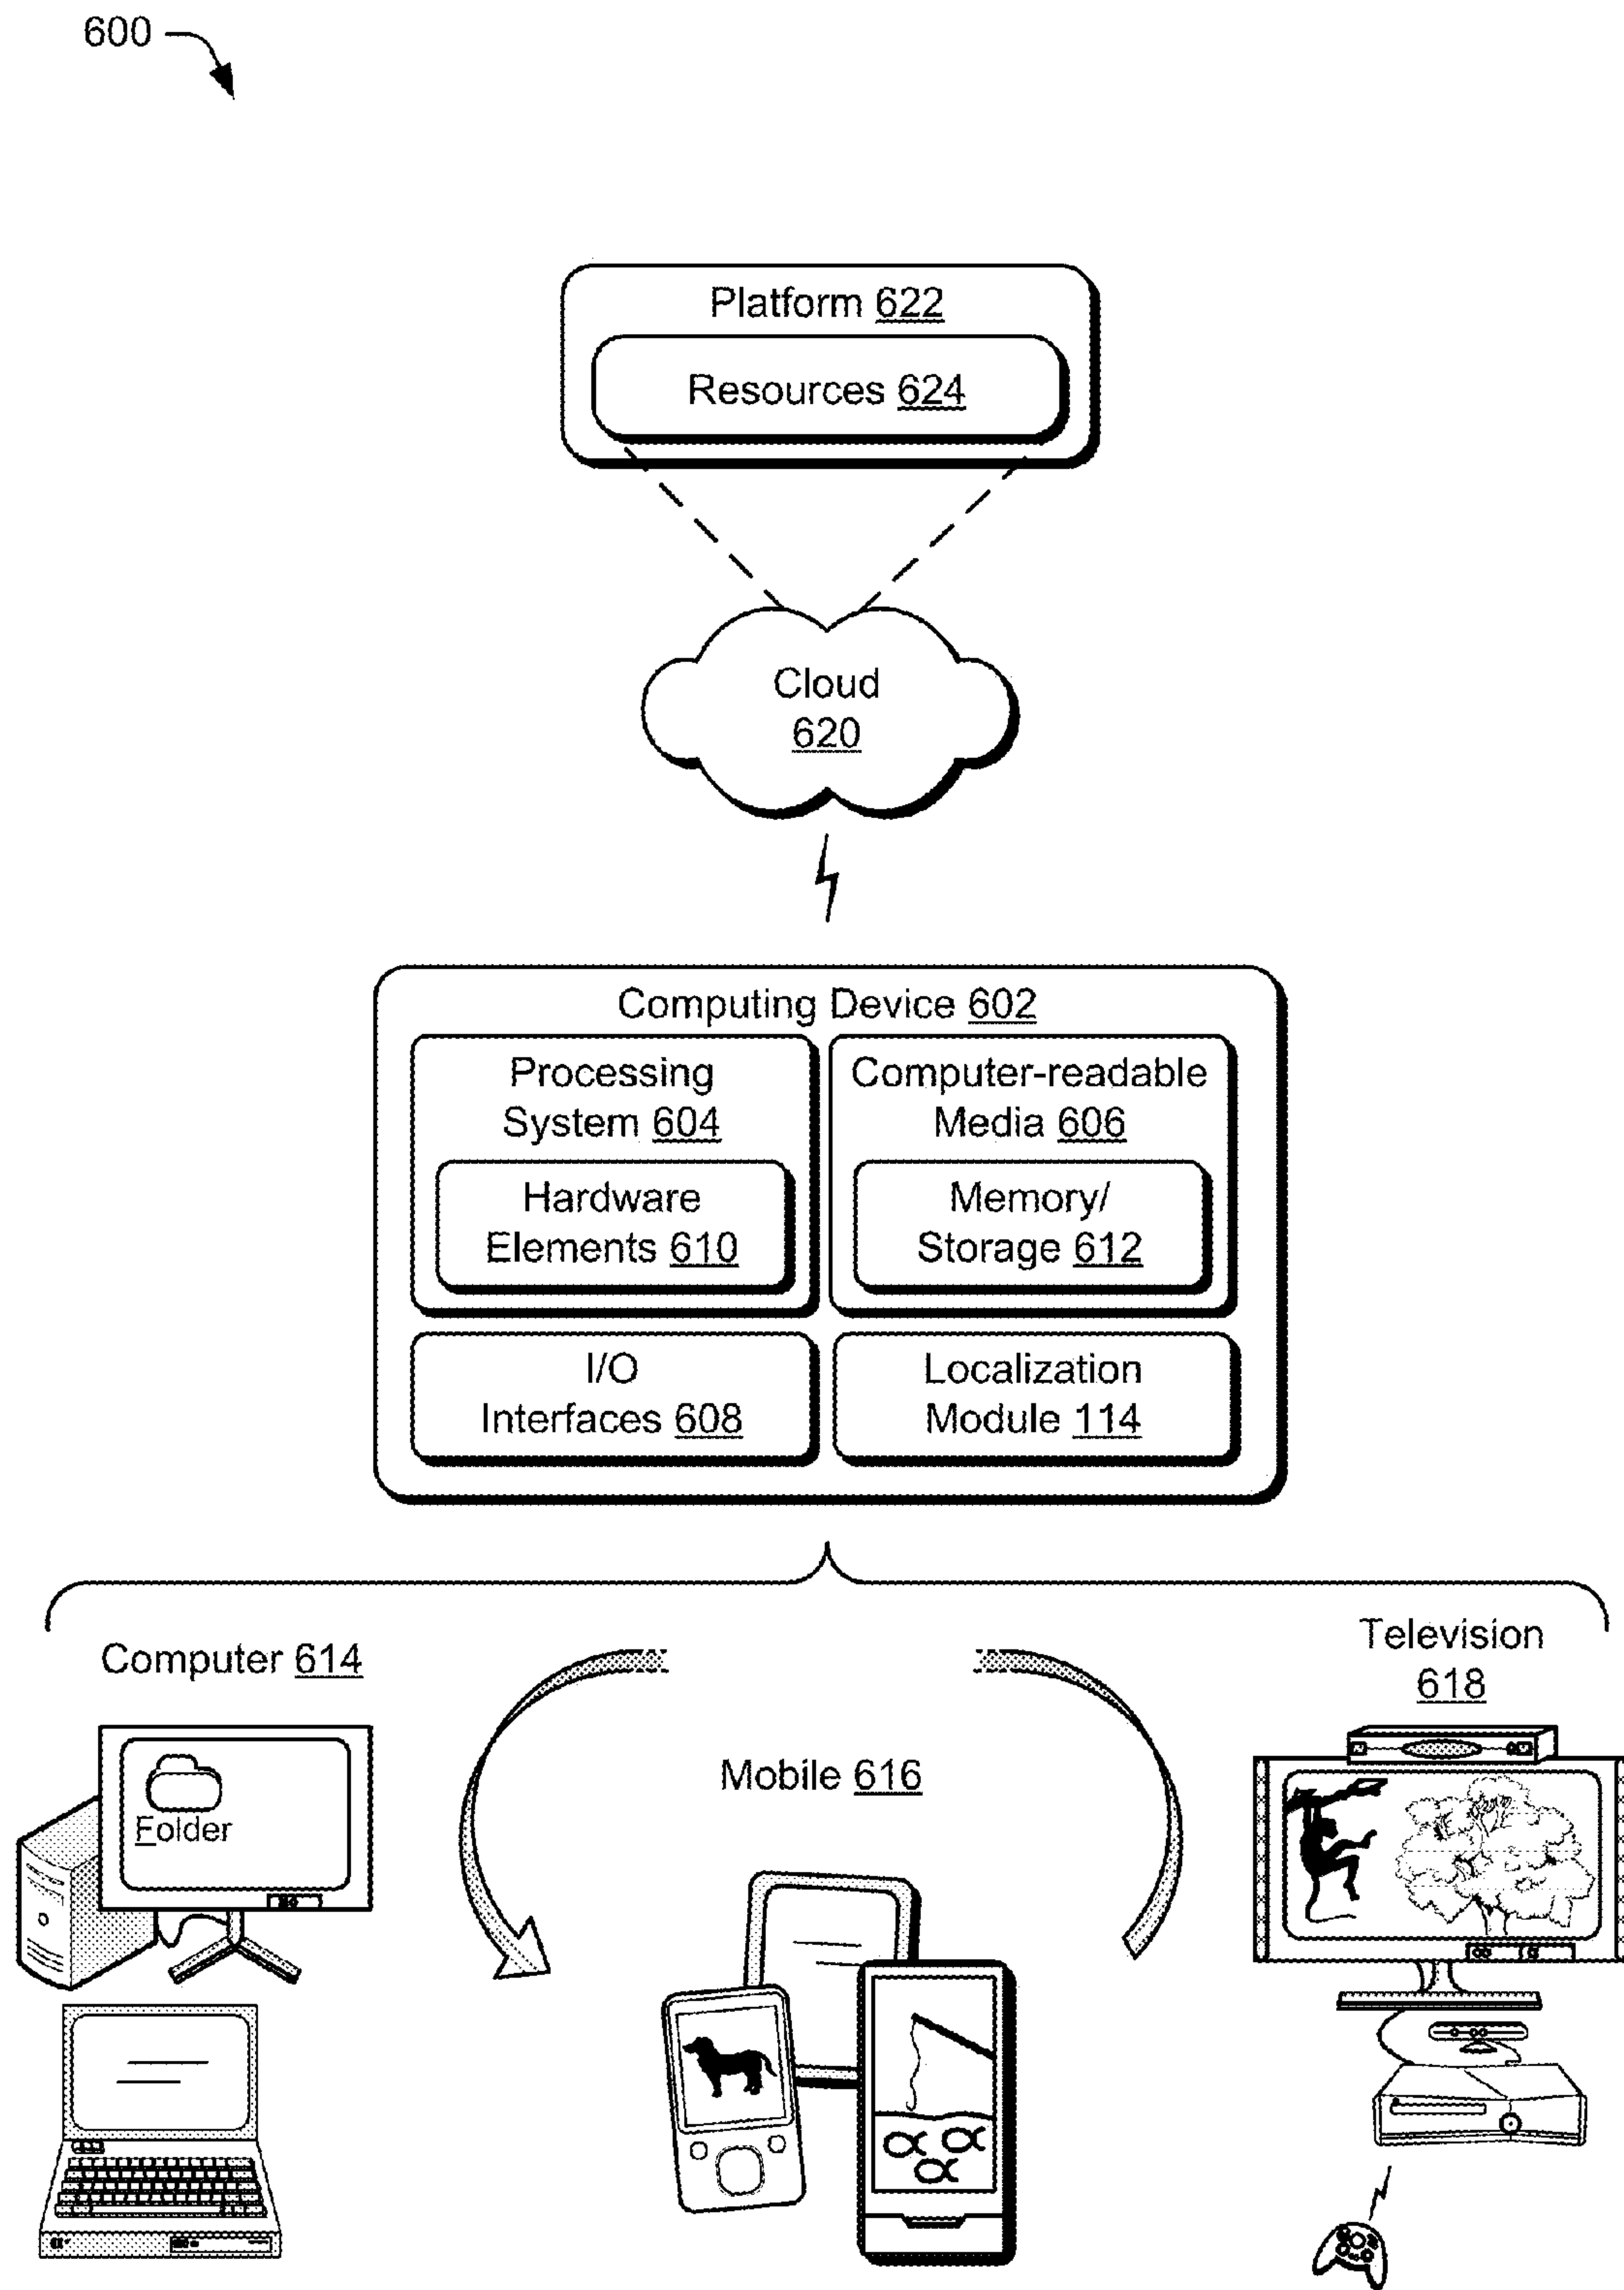 600
Platform 622
Resources 624
Cloud
620
Computing Device 602
Processing
System 604
Hardware
Elements 610
Computer-readable
Media 606
Memory/
Storage 612
I/O
Interfaces 608
Localization
Module 114
Computer 614
Folder
Mobile 616
Television
618